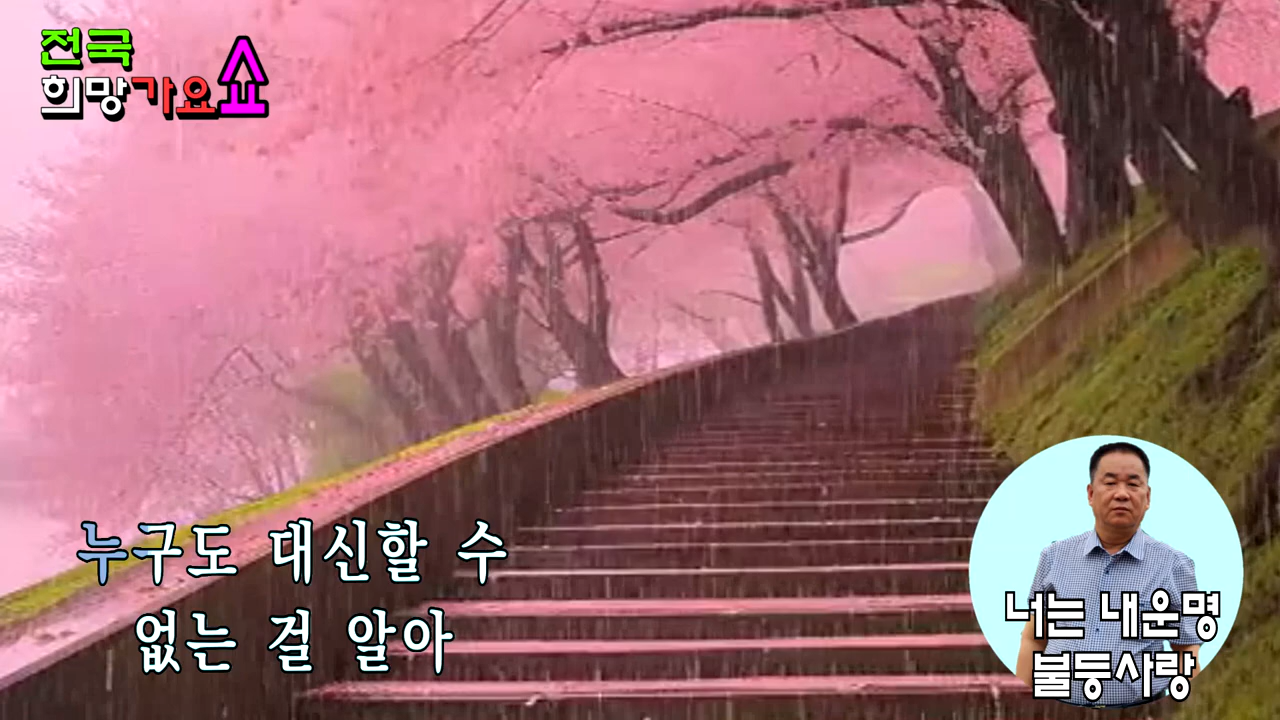 전국
희망가요쇼
누구도 대신할 수
없는 걸 알아
너는 내운명
불등사랑